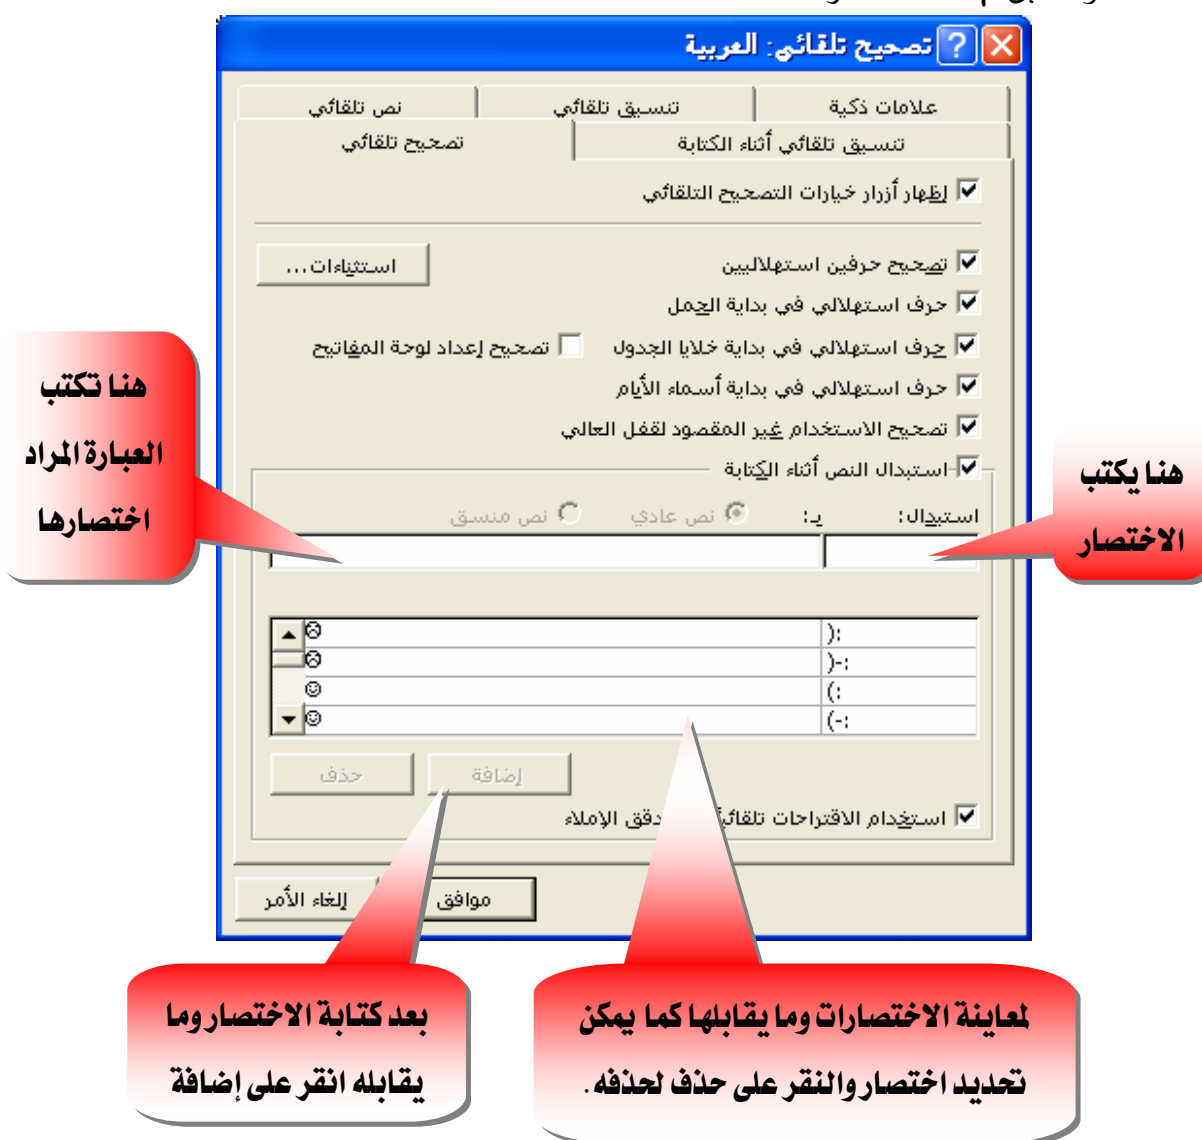 تصحيح تلقائي: العربية
علامات ذكية
تنسيق تلقائي
نص تلقائي
تنسيق تلقائي أثناء الكتابة
تصحيح تلقائي
إظهار أزرار خيارات التصحيح التلقائي
تصحيح حرفين استهلاليين
استثناءات...
حرف استهلالي في بداية الجمل
حرف استهلالي في بداية خلايا الجدول
تصحيح إعداد لوحة المفاتيح
حرف استهلالي في بداية أسماء الأيام
تصحيح الاستخدام غير المقصود لقفل العالي
استبدال النص أثناء الكتابة
استبدال:
بـ:
نص عادي
نص منسق
هنا يكتب
الاختصار
هنا تكتب
العبارة المراد
اختصارها
:( ☹
:-( ☹
:) ☺
:-) ☺
إضافة
حذف
استخدام الاقتراحات تلقائياً دقق الإملاء
موافق
إلغاء الأمر
لمعاينة الاختصارات وما يقابلها كما يمكن
تحديد اختصار والنقر على حذف لحذفه.
بعد كتابة الاختصار وما
يقابله انقر على إضافة